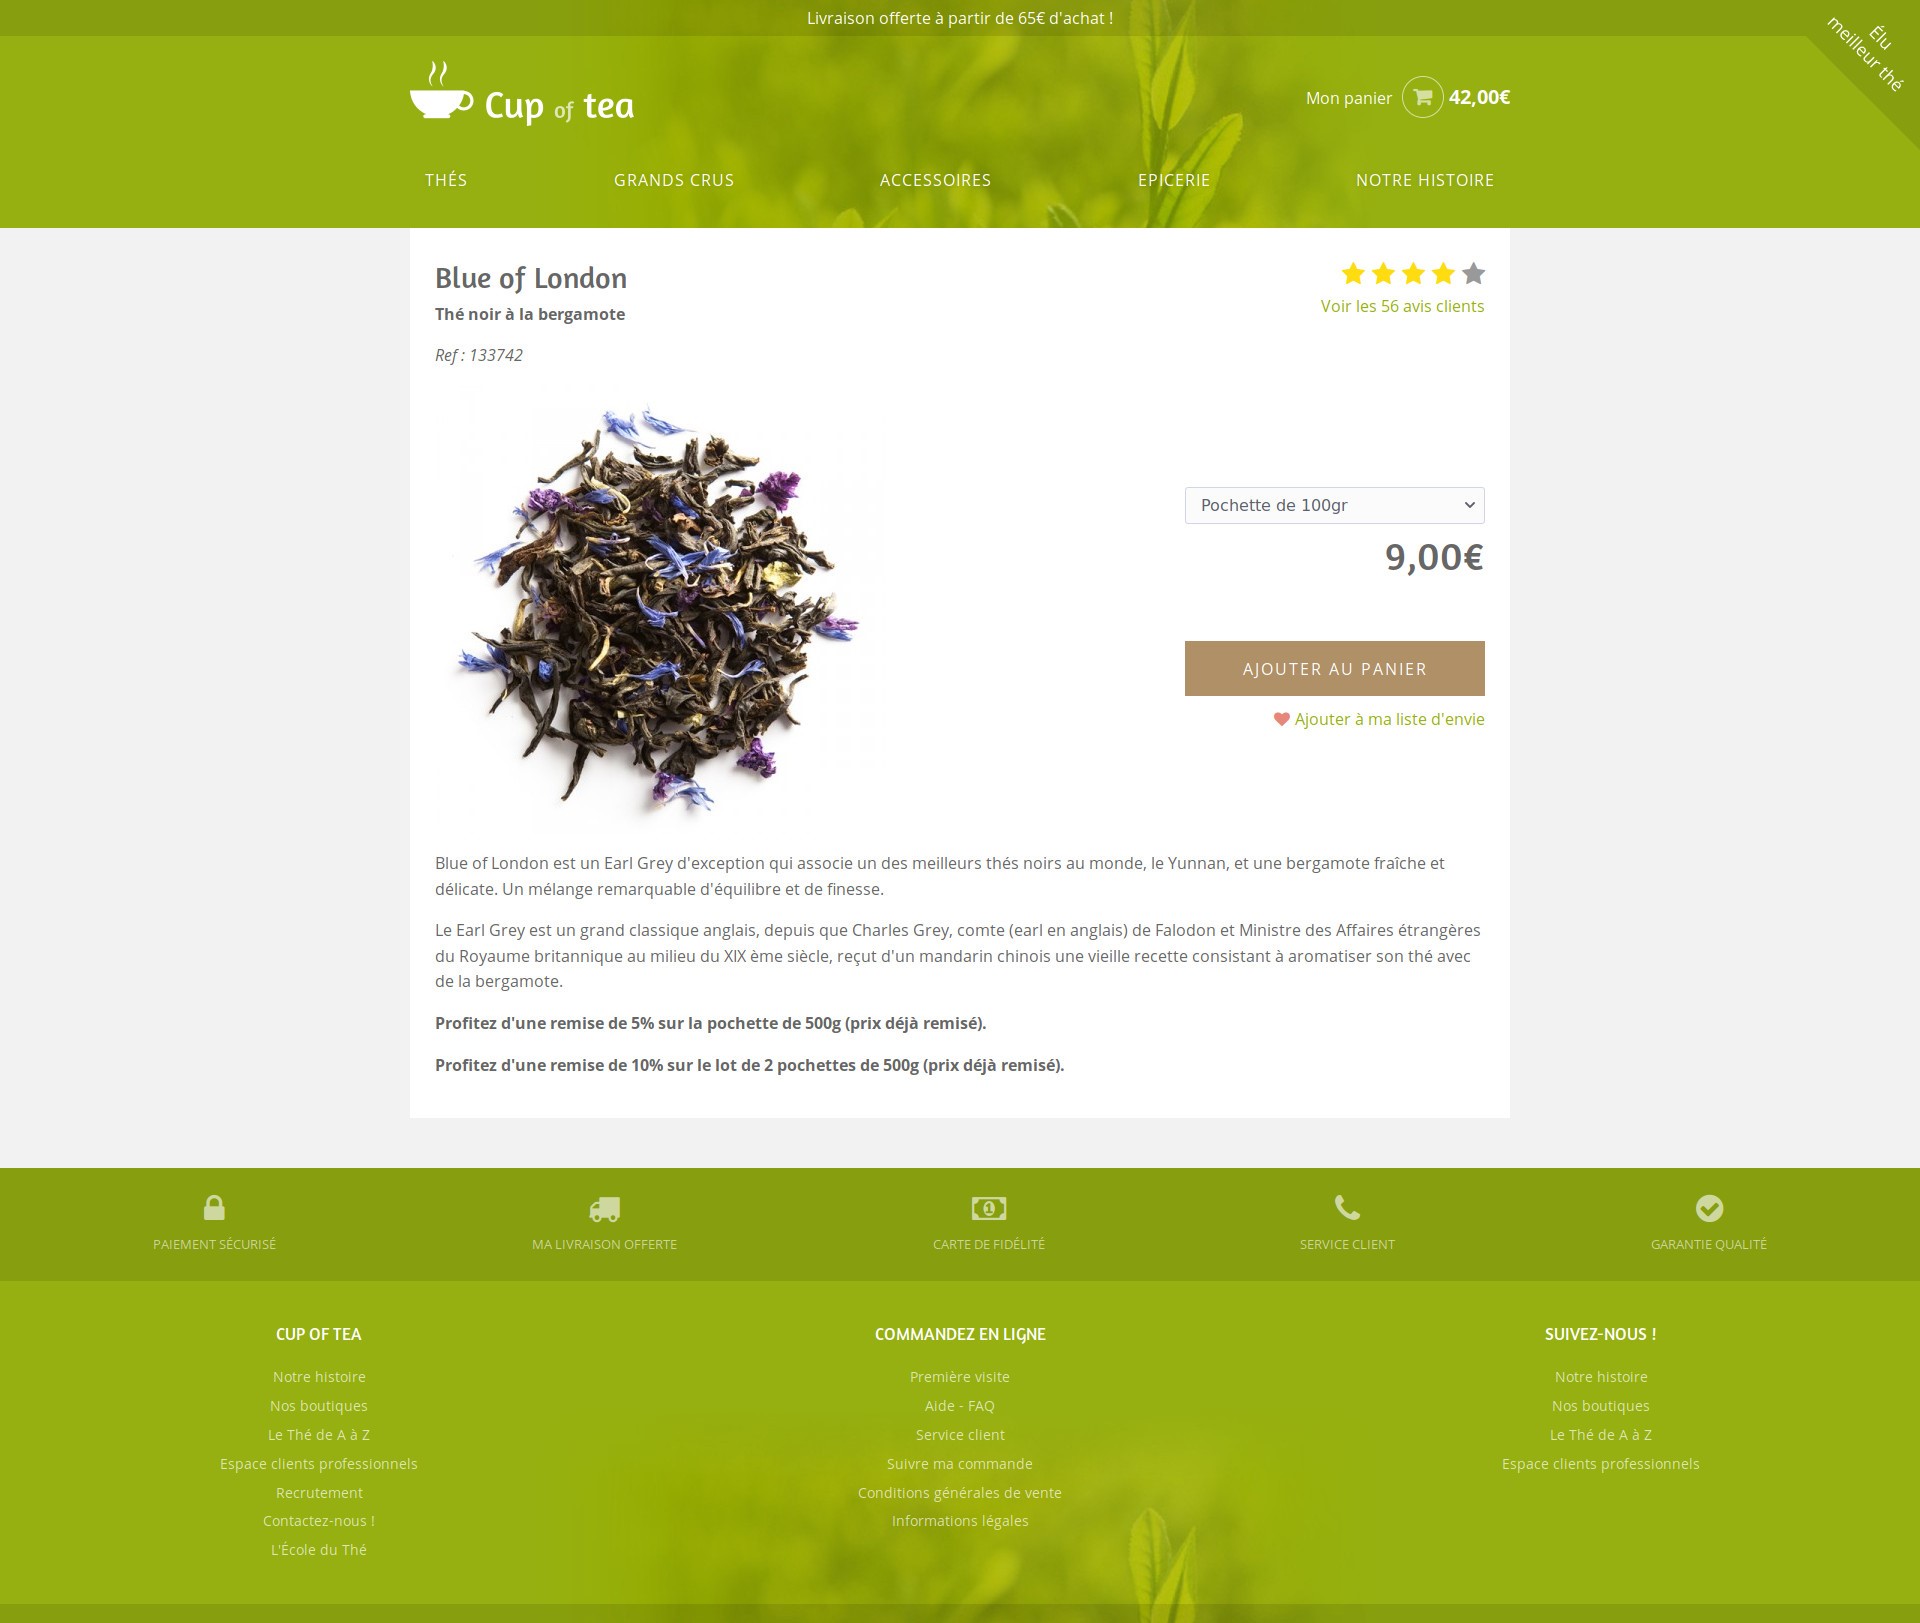 Livraison offerte à partir de 65€ d'achat !
Élu
meilleur thé
Cup of tea
Mon panier 42,00€
THÉS GRANDS CRUS ACCESSOIRES EPICERIE NOTRE HISTOIRE
Blue of London
Thé noir à la bergamote
Voir les 56 avis clients
Ref : 133742
Pochette de 100gr
9,00€
AJOUTER AU PANIER
Ajouter à ma liste d'envie
Blue of London est un Earl Grey d'exception qui associe un des meilleurs thés noirs au monde, le Yunnan, et une bergamote fraîche et
délicate. Un mélange remarquable d'équilibre et de finesse.
Le Earl Grey est un grand classique anglais, depuis que Charles Grey, comte (earl en anglais) de Falodon et Ministre des Affaires étrangères
du Royaume britannique au milieu du XIX ème siècle, reçut d'un mandarin chinois une vieille recette consistant à aromatiser son thé avec
de la bergamote.
Profitez d'une remise de 5% sur la pochette de 500g (prix déjà remisé).
Profitez d'une remise de 10% sur le lot de 2 pochettes de 500g (prix déjà remisé).
1
PAIEMENT SÉCURISÉ MA LIVRAISON OFFERTE CARTE DE FIDÉLITÉ SERVICE CLIENT GARANTIE QUALITÉ
CUP OF TEA
Notre histoire
Nos boutiques
Le Thé de A à Z
Espace clients professionnels
Recrutement
Contactez-nous !
L'École du Thé
COMMANDEZ EN LIGNE
Première visite
Aide - FAQ
Service client
Suivre ma commande
Conditions générales de vente
Informations légales
SUIVEZ-NOUS !
Notre histoire
Nos boutiques
Le Thé de A à Z
Espace clients professionnels